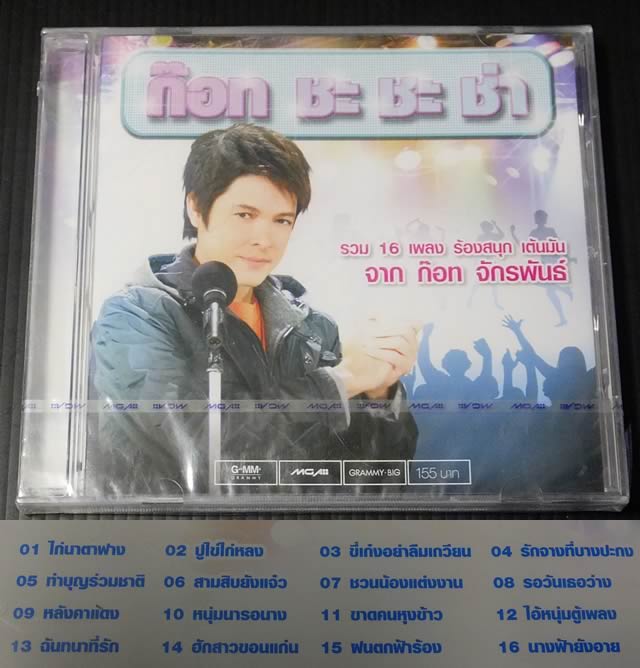 ก๊อท ชะ ชะ ช่า
รวม 16 เพลง ร้องสนุก เต้นมัน
จาก ก๊อท จักรพันธ์
MGA MGA MGA MGA
G-MM' GRAMMY MGA GRAMMY•BIG 155 บาท
01 ไก่นาตาฟาง 02 ปูไข่ไก่หลง 03 ขี่เก๋งอย่าลืมเกวียน 04 รักจางที่บางปะกง
05 ทำบุญร่วมชาติ 06 สามสิบยังแจ๋ว 07 ชวนน้องแต่งงาน 08 รอวันเธอว่าง
09 หลังคาแดง 10 หนุ่มนารอนาง 11 ขาดคนหุงข้าว 12 ไอ้หนุ่มตู้เพลง
13 ฉันทนาที่รัก 14 ฮักสาวขอนแก่น 15 ฝนตกฟ้าร้อง 16 นางฟ้ายังอาย